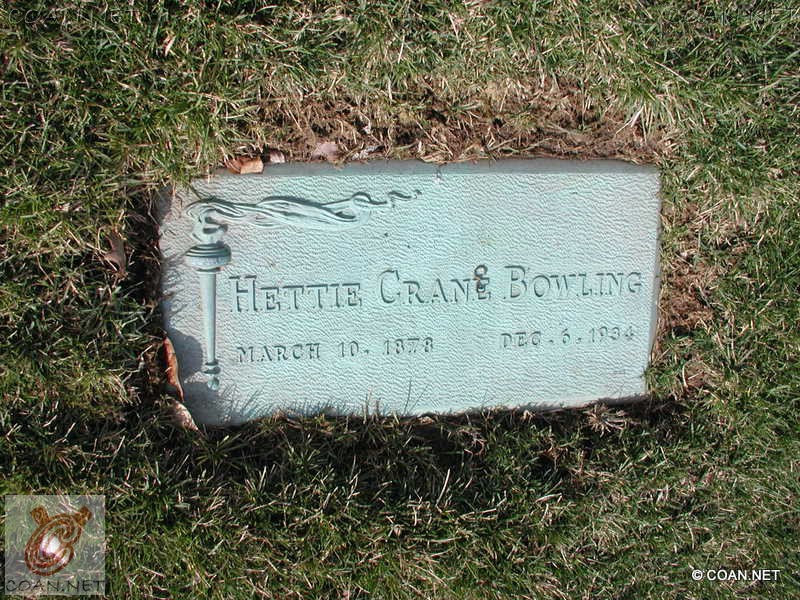 HETTIE CRANE BOWLING
MARCH 10, 1878 DEC. 6, 1934
COAN.NET
© COAN.NET